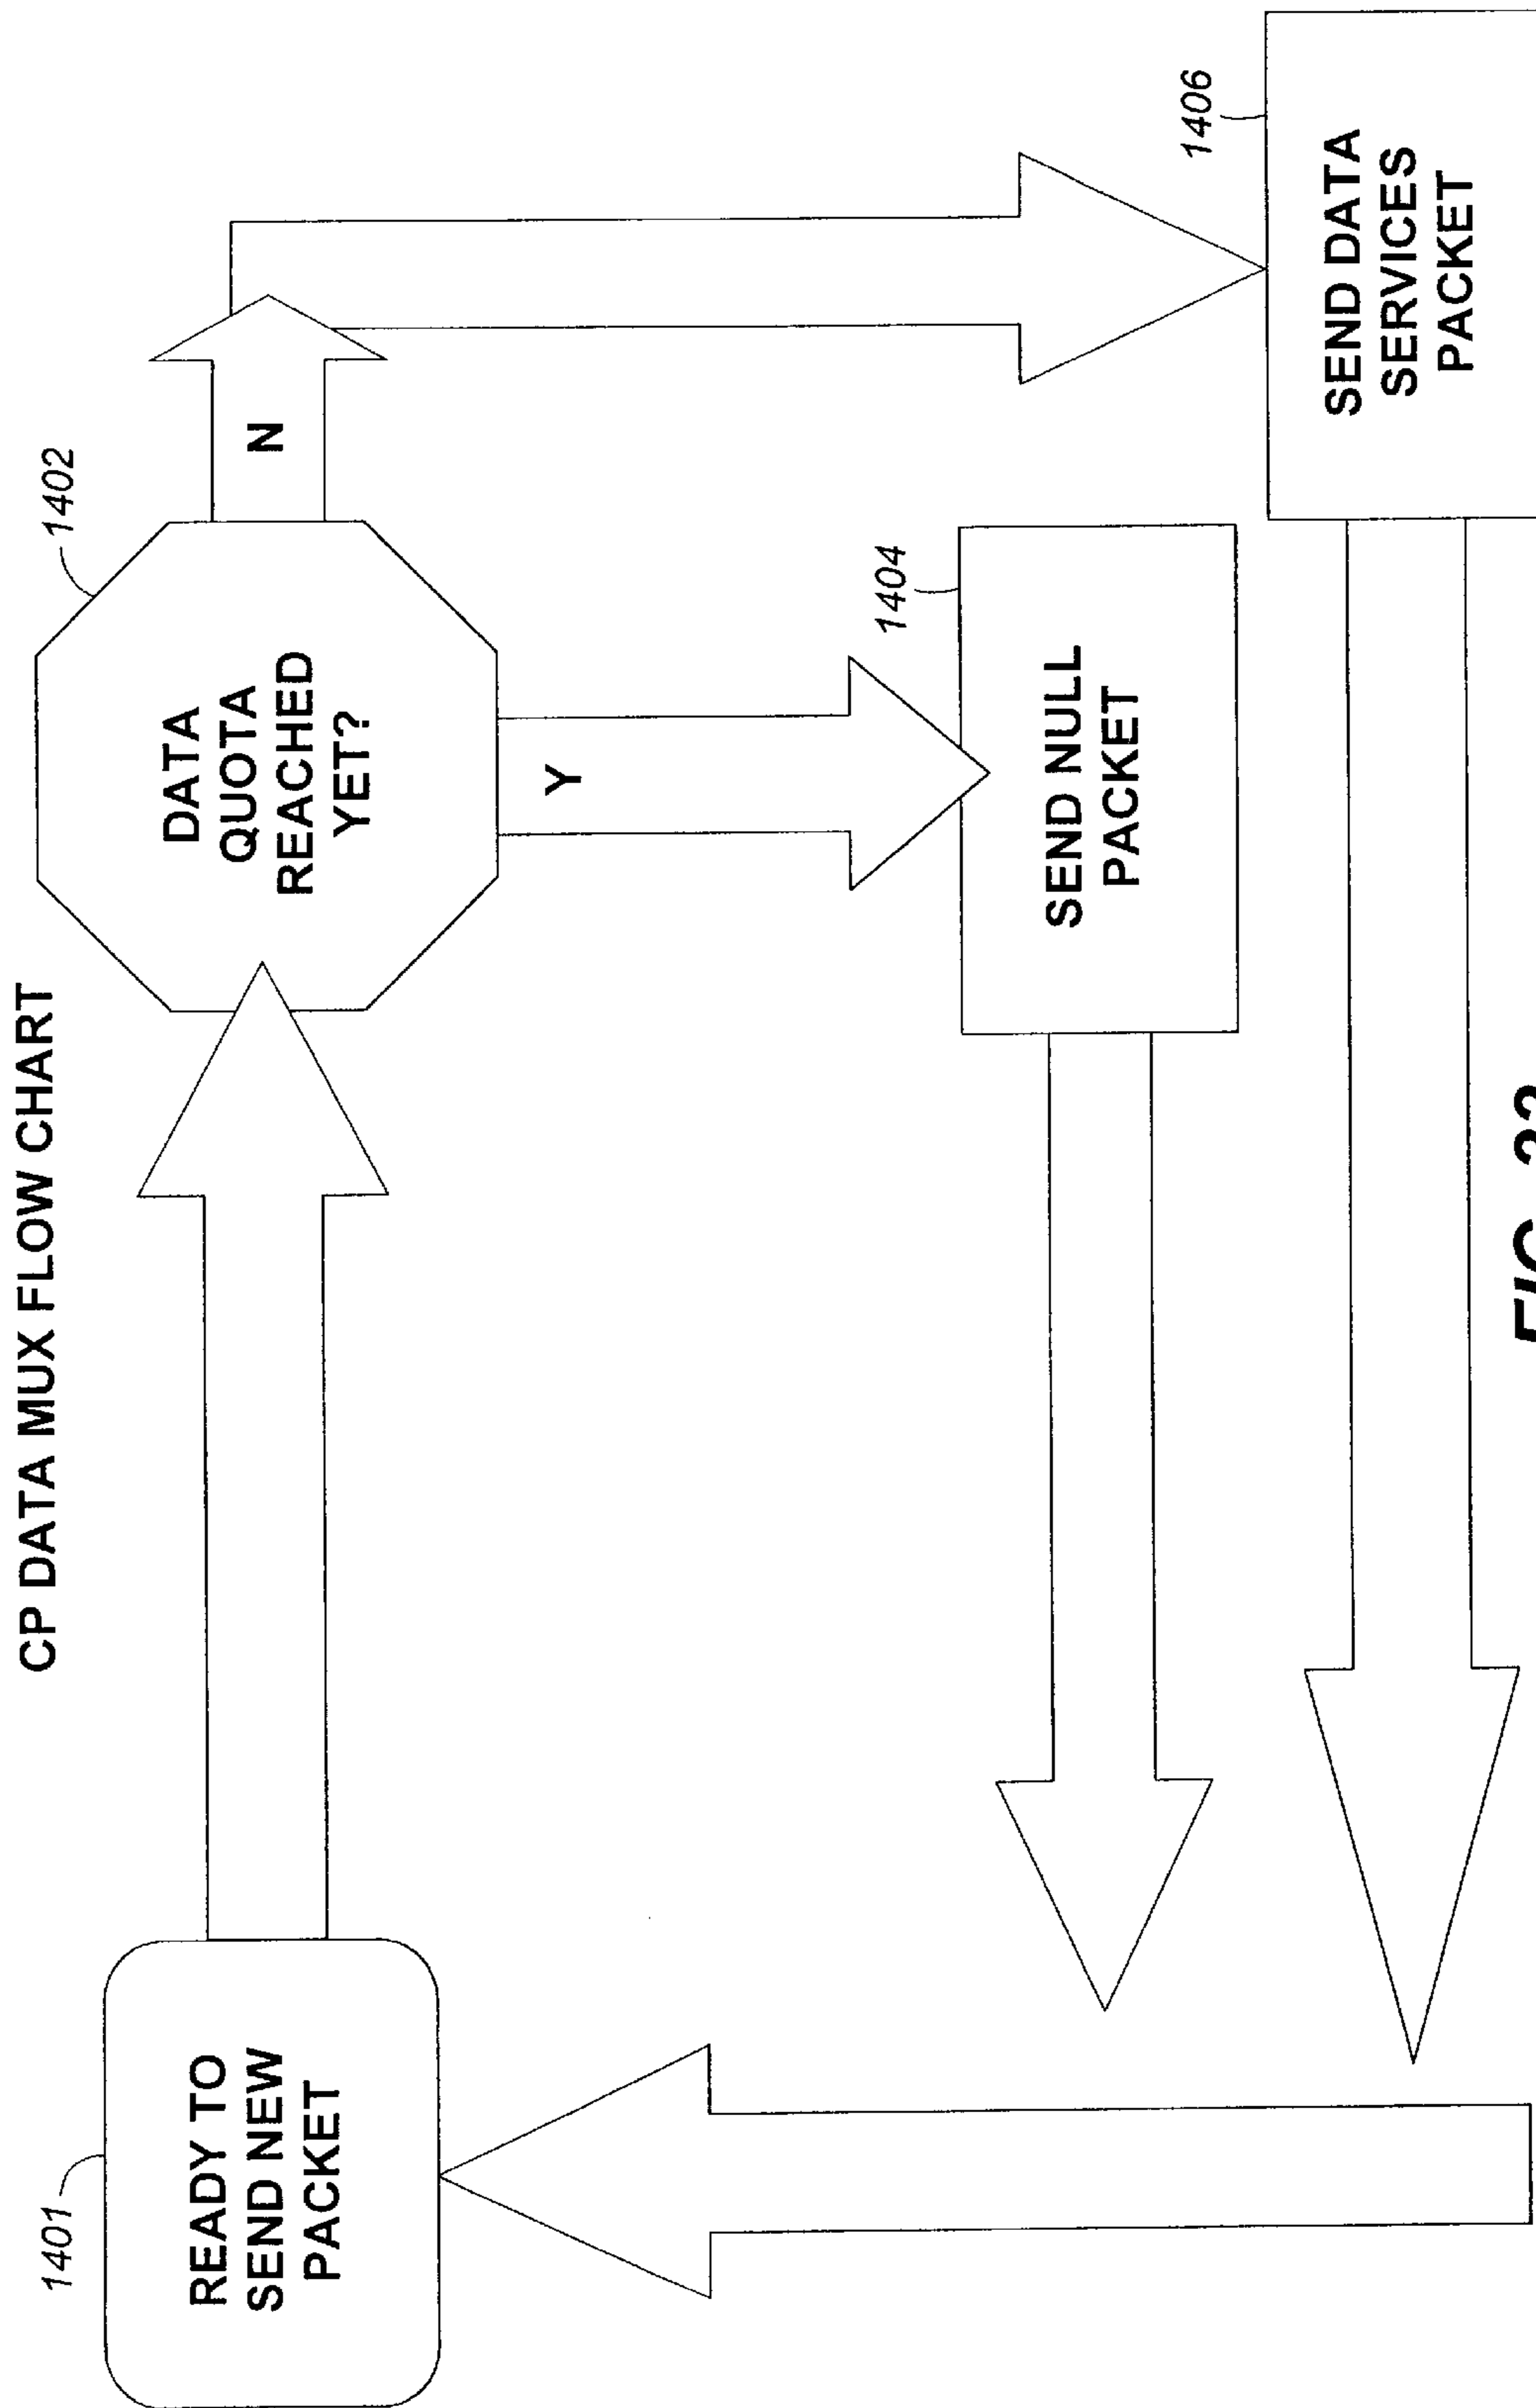 CP DATA MUX FLOW CHART
1401
READY TO
SEND NEW
PACKET
1402
DATA
QUOTA
REACHED
YET?
N
Y
1404
SEND NULL
PACKET
1406
SEND DATA
SERVICES
PACKET
FIG.